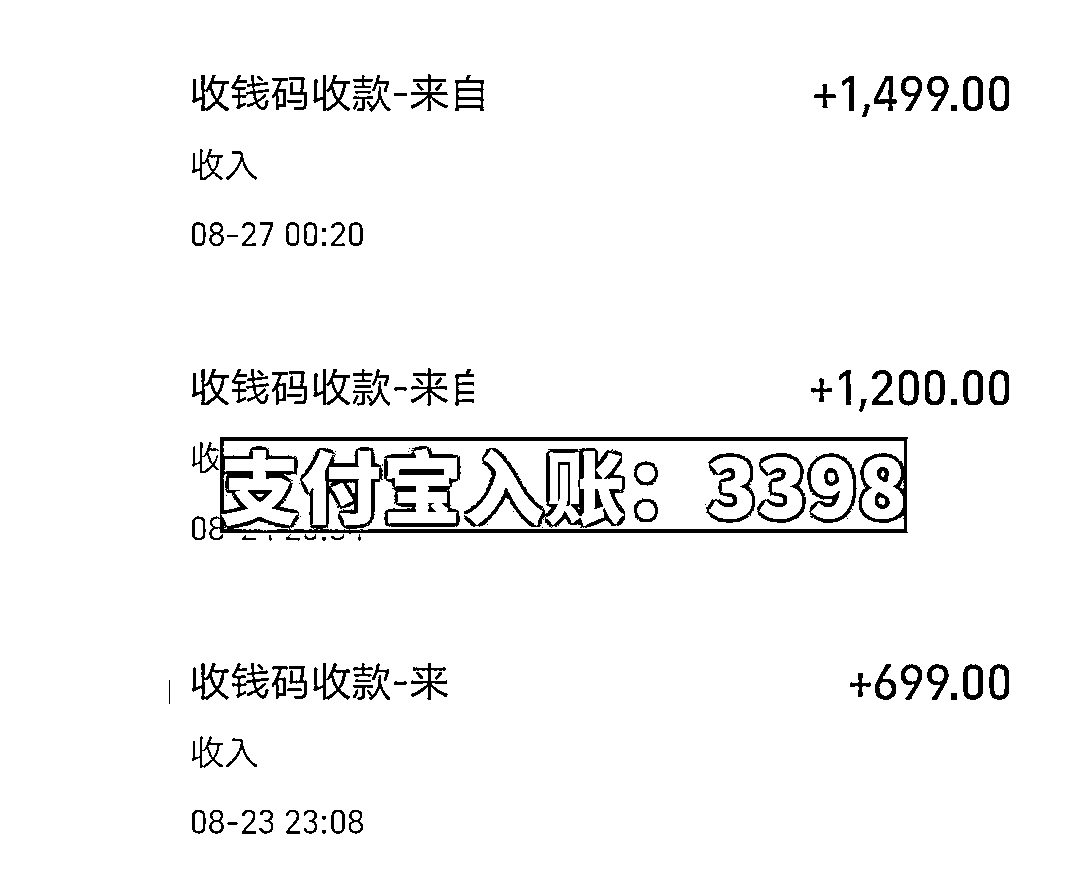 收钱码收款-来自 +1,499.00
收入
08-27 00:20
收钱码收款-来自 +1,200.00
收
支付宝入账：3398
08
收钱码收款-来 +699.00
收入
08-23 23:08